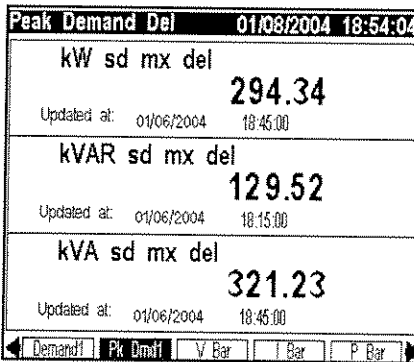 Peak Demand Del 01/08/2004 18:54:04
kW sd mx del
294.34
Updated at: 01/06/2004 18:45:00
kVAR sd mx del
129.52
Updated at: 01/06/2004 18:15:00
kVA sd mx del
321.23
Updated at: 01/06/2004 18:45:00
Demand1 Pk Dmd1 V Bar I Bar P Bar